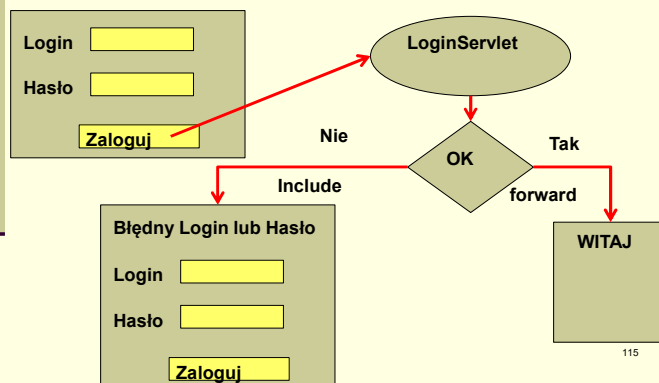 Login
Hasło
Zaloguj
LoginServlet
OK
Nie
Include
Tak
forward
Błędny Login lub Hasło
Login
Hasło
Zaloguj
WITAJ
115